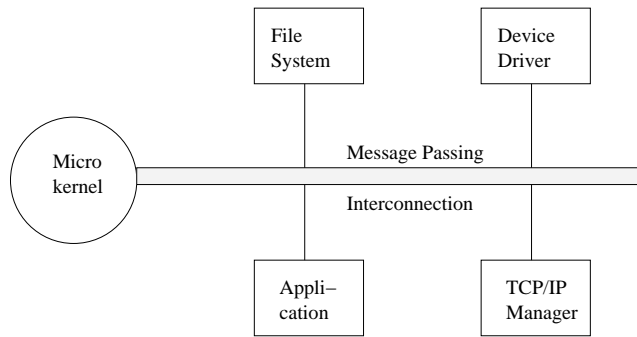 File
System
Device
Driver
Message Passing
Micro
kernel
Interconnection
Appli−
cation
TCP/IP
Manager